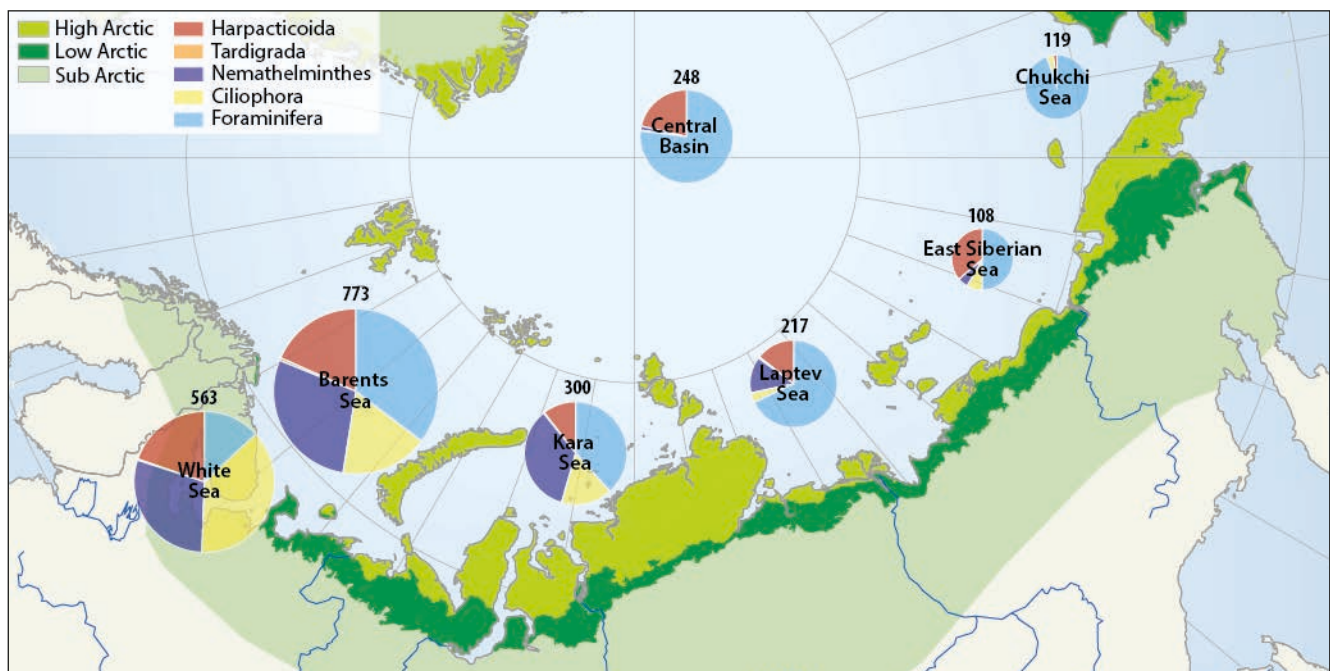 High Arctic
Low Arctic
Sub Arctic
Harpacticoida
Tardigrada
Nemathelminthes
Ciliophora
Foraminifera
119
Chukchi
Sea
248
Central
Basin
108
East Siberian
Sea
773
Barents
Sea
217
Laptev
Sea
300
Kara
Sea
563
White
Sea